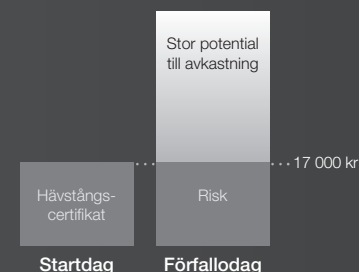 Stor potential
till avkastning
17 000 kr
Hävstångs-
certifikat
Risk
Startdag
Förfallodag